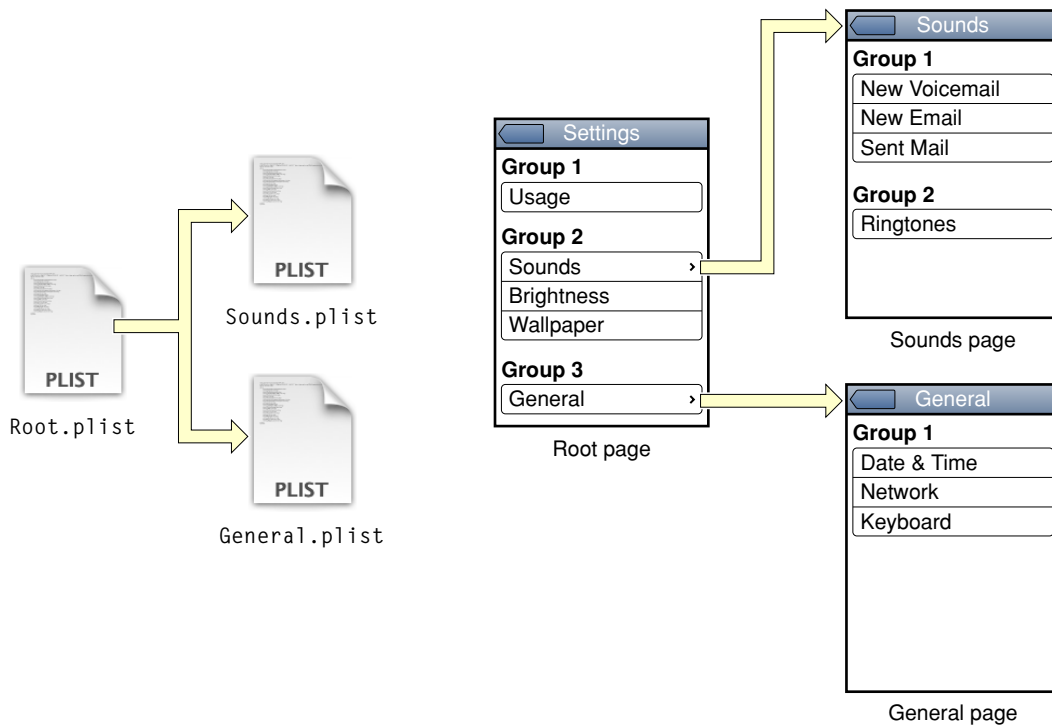 PLIST
Root.plist
PLIST
Sounds.plist
PLIST
General.plist
Settings
Group 1
Usage
Group 2
Sounds
Brightness
Wallpaper
Group 3
General
Root page
Sounds
Group 1
New Voicemail
New Email
Sent Mail
Group 2
Ringtones
Sounds page
General
Group 1
Date & Time
Network
Keyboard
General page